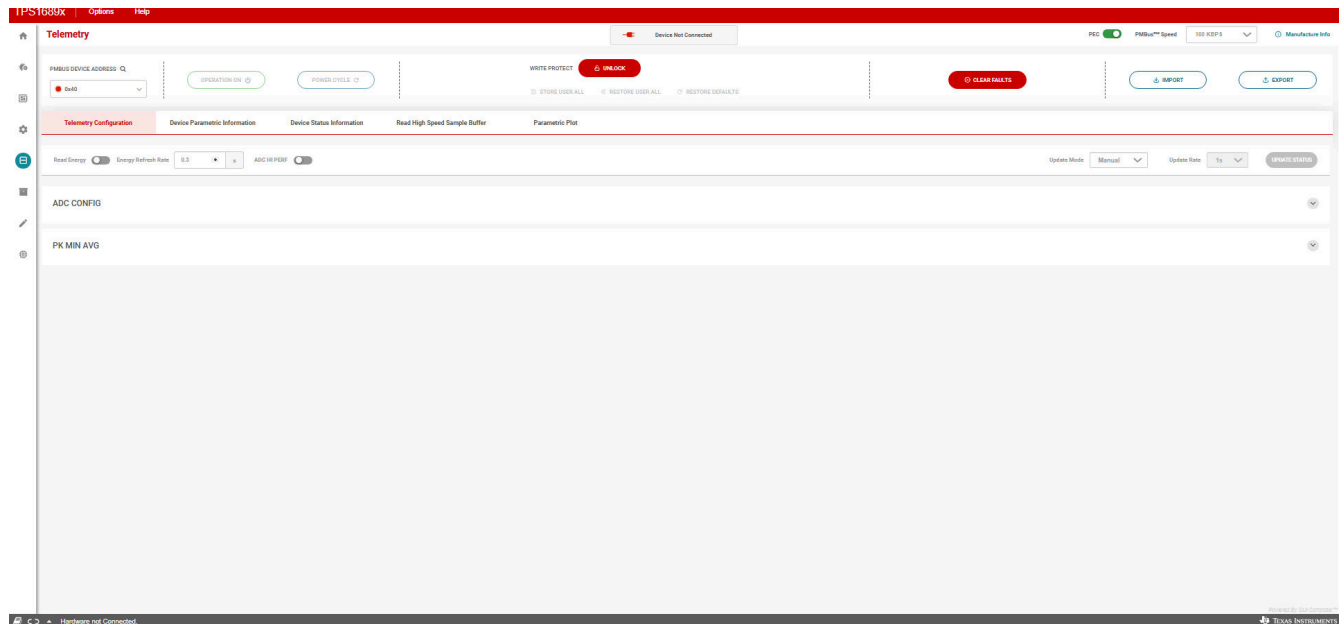 TPS1689x | Options Help
Telemetry
Device Not Connected
PEC
PMBus™ Speed
100 KBPS
Manufacture Info
PMBUS DEVICE ADDRESS
0x40
OPERATION ON
POWER CYCLE
WRITE PROTECT
UNLOCK
STORE USER ALL
RESTORE USER ALL
RESTORE DEFAULTS
CLEAR FAULTS
IMPORT
EXPORT
Telemetry Configuration
Device Parametric Information
Device Status Information
Read High Speed Sample Buffer
Parametric Plot
Read Energy
Energy Refresh Rate
0.3
s
ADC HI PERF
Update Mode
Manual
Update Rate
1s
UPDATE STATUS
ADC CONFIG
PK MIN AVG
Powered By GUI Composer™
Hardware not Connected.
TEXAS INSTRUMENTS